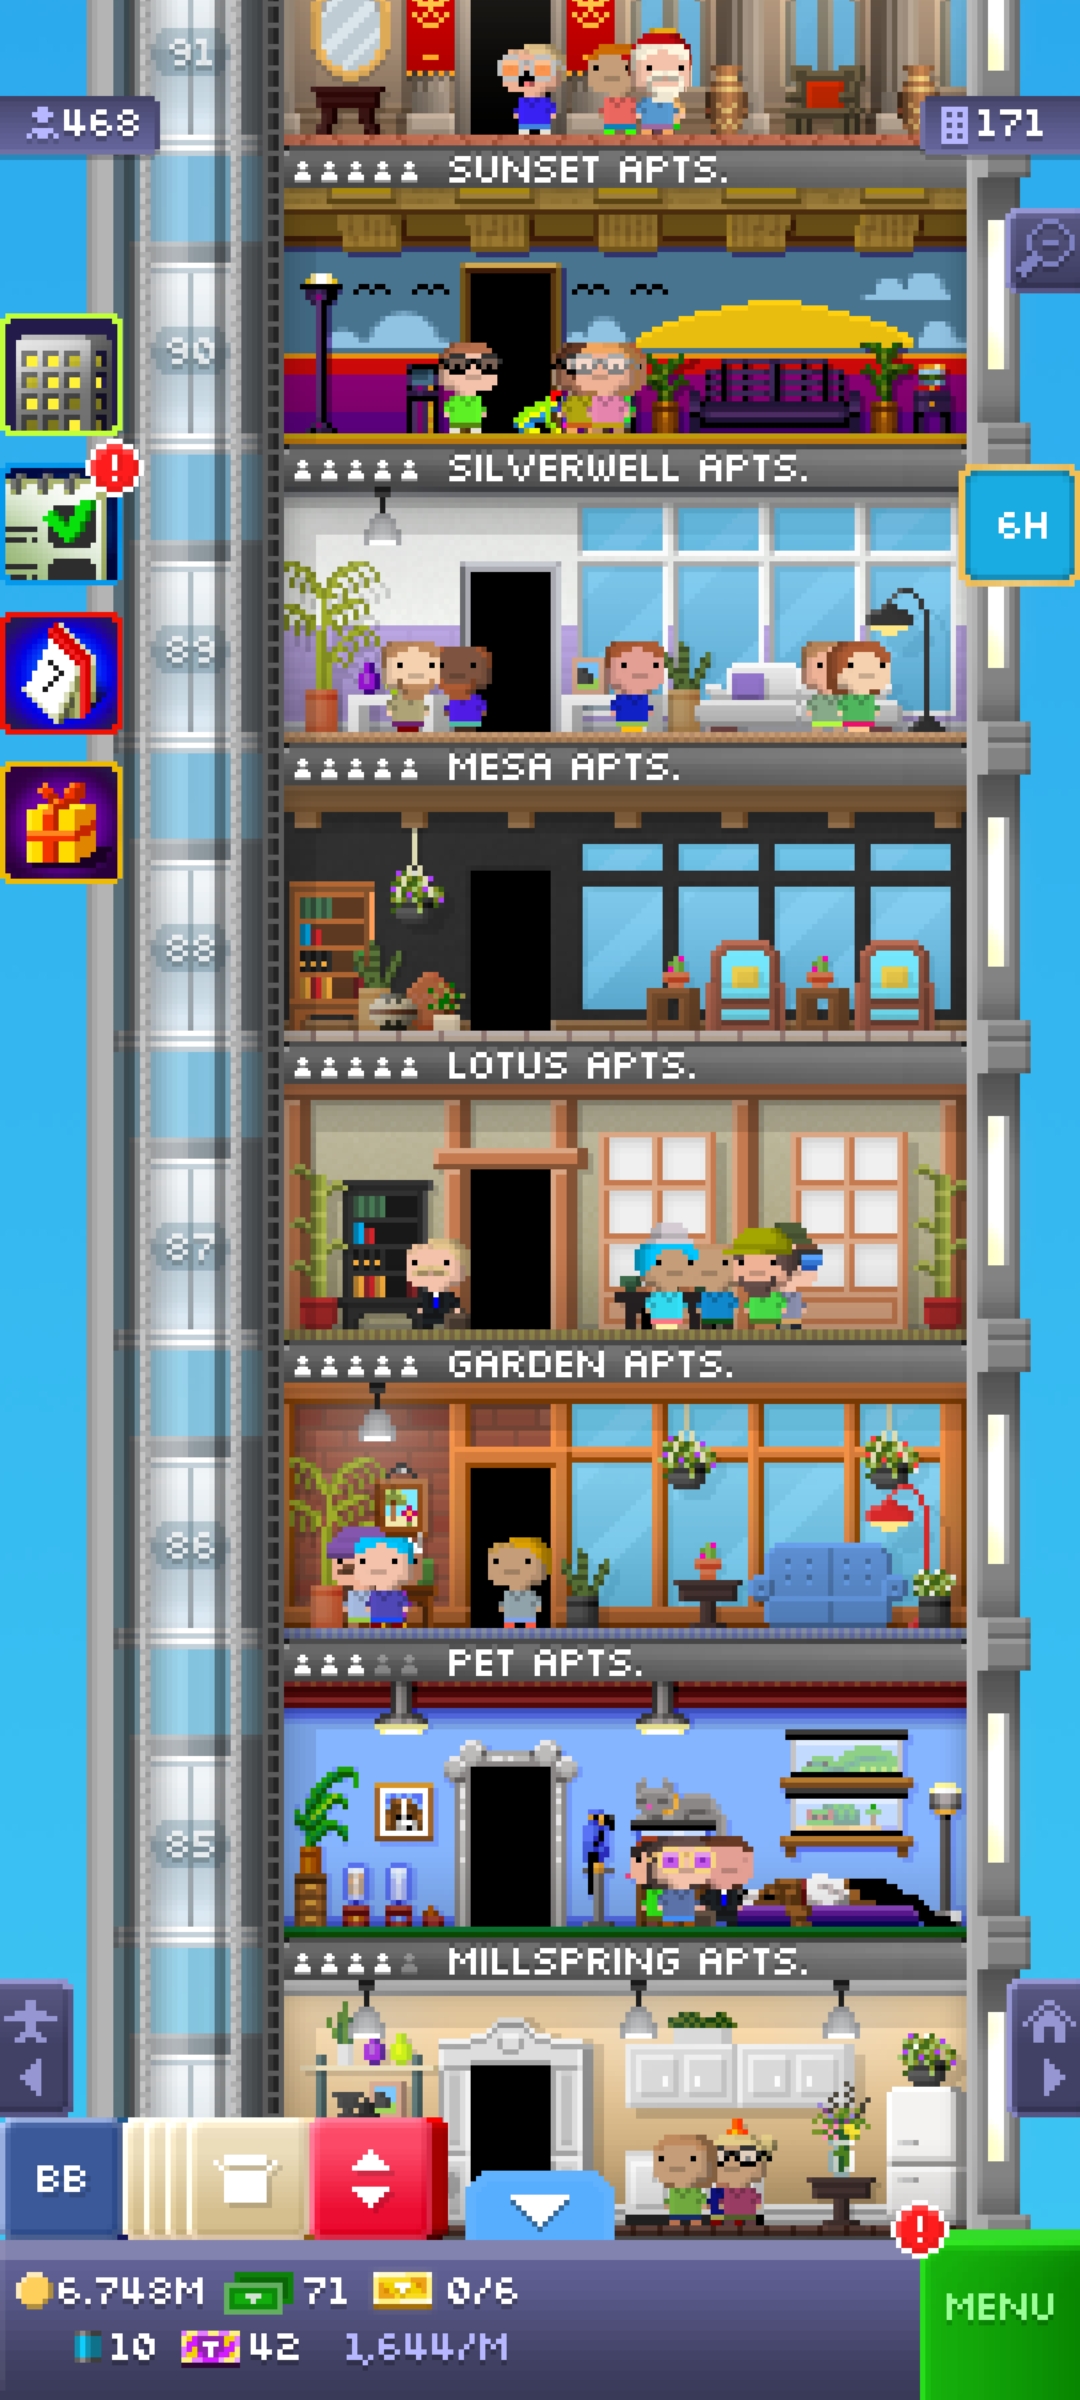 91
468
171
SUNSET APTS.
90
SILVERWELL APTS.
6H
89
MESA APTS.
88
LOTUS APTS.
87
GARDEN APTS.
86
PET APTS.
85
MILLSPRING APTS.
BB
6.748M 71 0/6
MENU
10 42 1,644/M